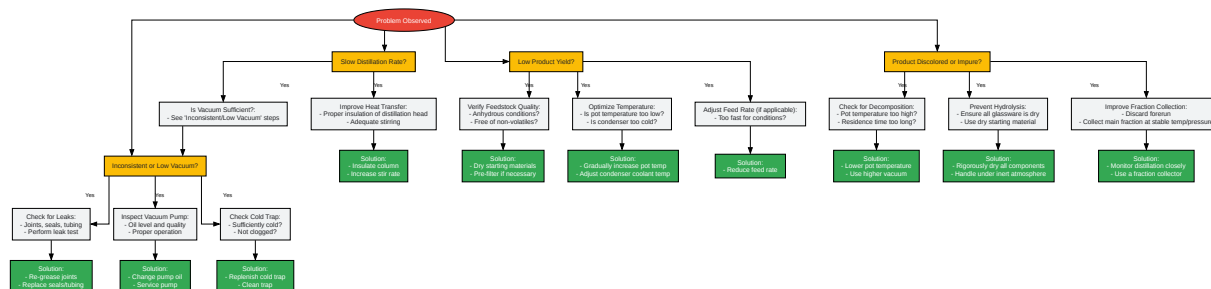 Problem Observed
Slow Distillation Rate?
Low Product Yield?
Product Discolored or Impure?
Yes
Yes
Yes
Yes
Yes
Yes
Yes
Yes
Is Vacuum Sufficient?:
- See 'Inconsistent/Low Vacuum' steps
Improve Heat Transfer:
- Proper insulation of distillation head
- Adequate stirring
Verify Feedstock Quality:
- Anhydrous conditions?
- Free of non-volatiles?
Optimize Temperature:
- Is pot temperature too low?
- Is condenser too cold?
Adjust Feed Rate (if applicable):
- Too fast for conditions?
Check for Decomposition:
- Pot temperature too high?
- Residence time too long?
Prevent Hydrolysis:
- Ensure all glassware is dry
- Use dry starting material
Improve Fraction Collection:
- Discard forerun
- Collect main fraction at stable temp/pressure
Inconsistent or Low Vacuum?
Solution:
- Insulate column
- Increase stir rate
Solution:
- Dry starting materials
- Pre-filter if necessary
Solution:
- Gradually increase pot temp
- Adjust condenser coolant temp
Solution:
- Reduce feed rate
Solution:
- Lower pot temperature
- Use higher vacuum
Solution:
- Rigorously dry all components
- Handle under inert atmosphere
Solution:
- Monitor distillation closely
- Use a fraction collector
Yes
Yes
Yes
Check for Leaks:
- Joints, seals, tubing
- Perform leak test
Inspect Vacuum Pump:
- Oil level and quality
- Proper operation
Check Cold Trap:
- Sufficiently cold?
- Not clogged?
Solution:
- Re-grease joints
- Replace seals/tubing
Solution:
- Change pump oil
- Service pump
Solution:
- Replenish cold trap
- Clean trap